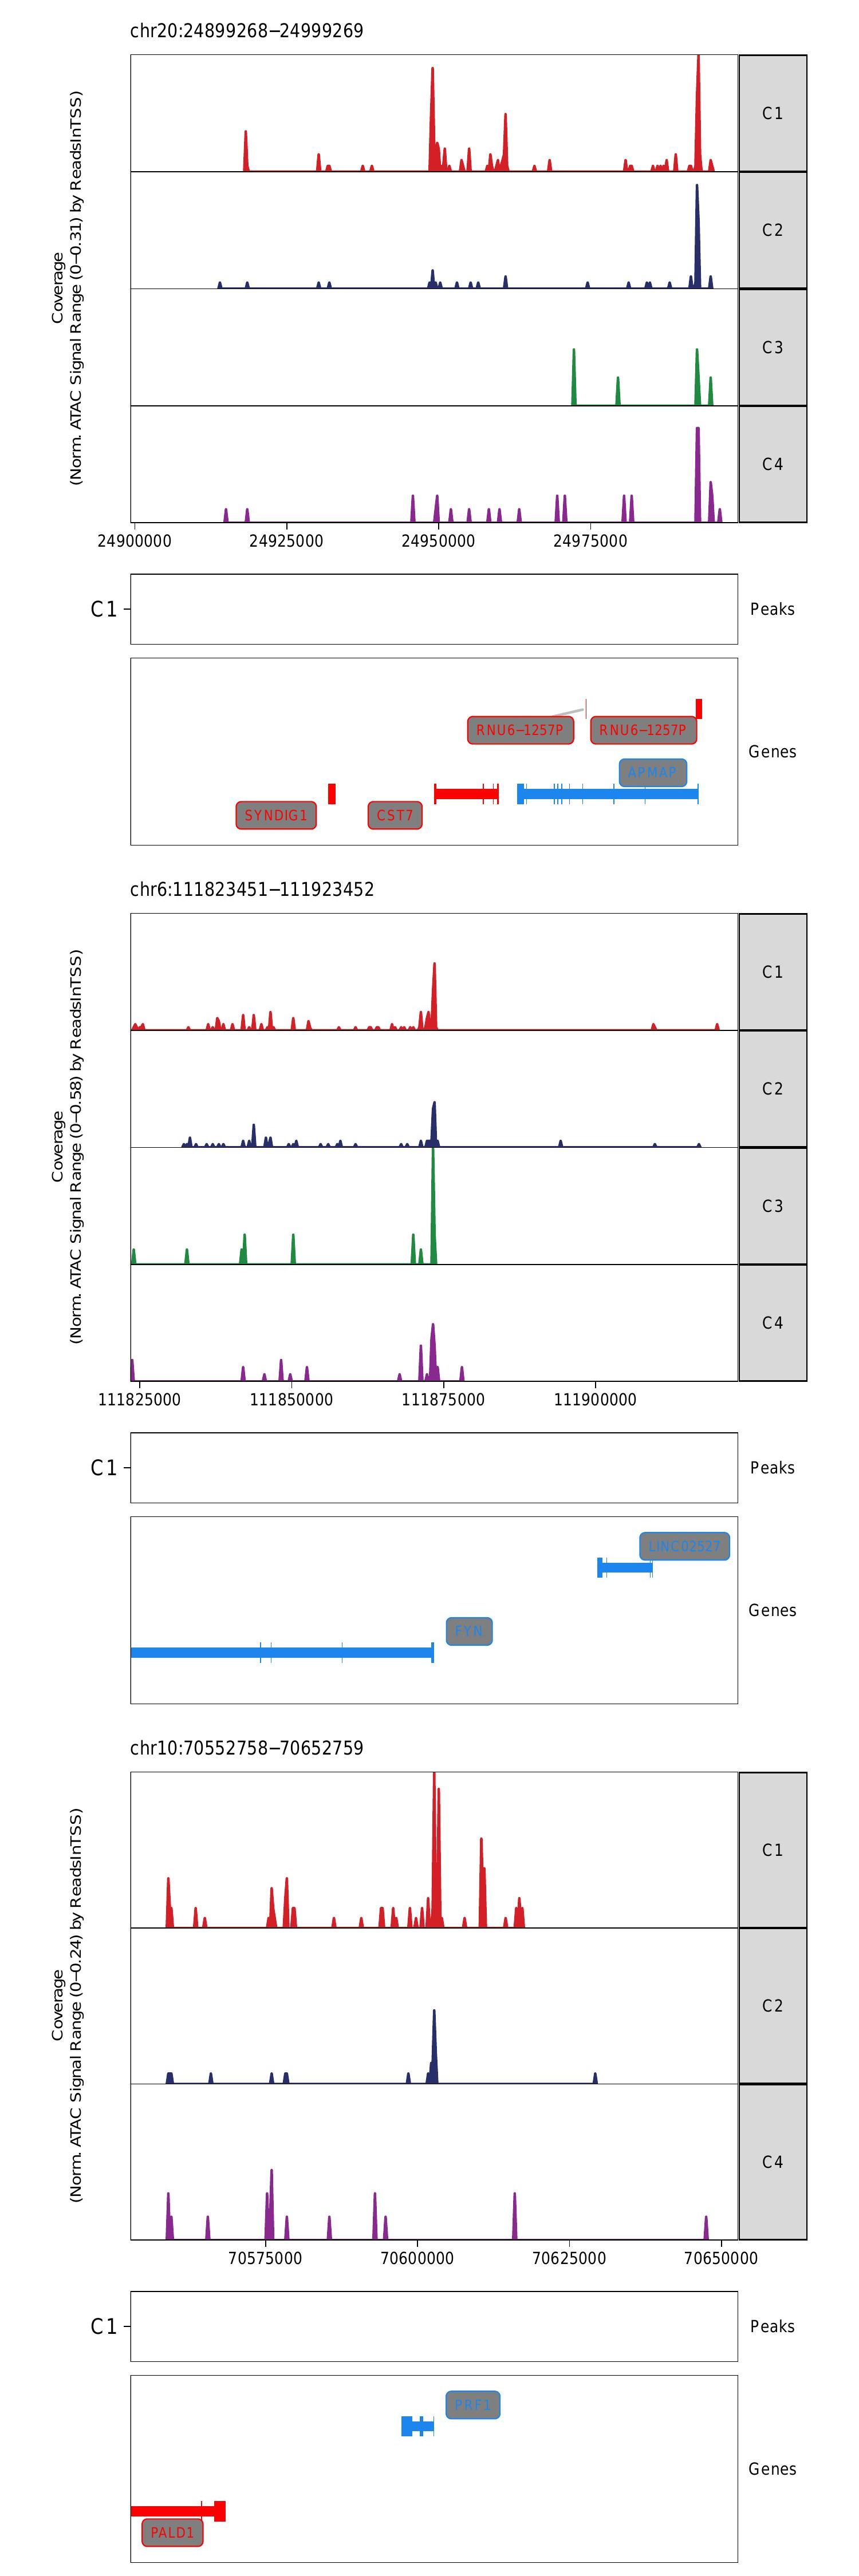 chr20:24899268−24999269
Coverage
(Norm. ATAC Signal Range (0−0.31) by ReadsInTSS)
C1
C2
C3
C4
24900000 24925000 24950000 24975000
C1
Peaks
RNU6−1257P RNU6−1257P
APMAP
SYNDIG1 CST7
Genes
chr6:111823451−111923452
Coverage
(Norm. ATAC Signal Range (0−0.58) by ReadsInTSS)
C1
C2
C3
C4
111825000 111850000 111875000 111900000
C1
Peaks
LINC02527
FYN
Genes
chr10:70552758−70652759
Coverage
(Norm. ATAC Signal Range (0−0.24) by ReadsInTSS)
C1
C2
C4
70575000 70600000 70625000 70650000
C1
Peaks
PRF1
Genes
PALD1